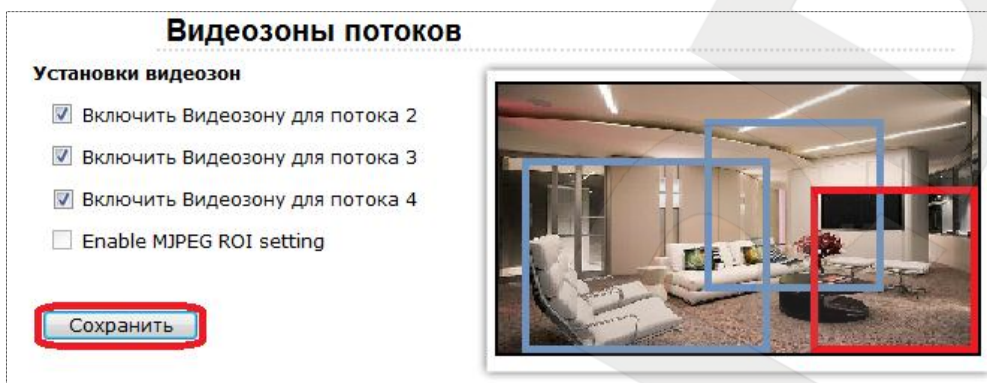 Видеозоны потоков
Установки видеозон
Включить Видеозону для потока 2
Включить Видеозону для потока 3
Включить Видеозону для потока 4
Enable MJPEG ROI setting
Сохранить